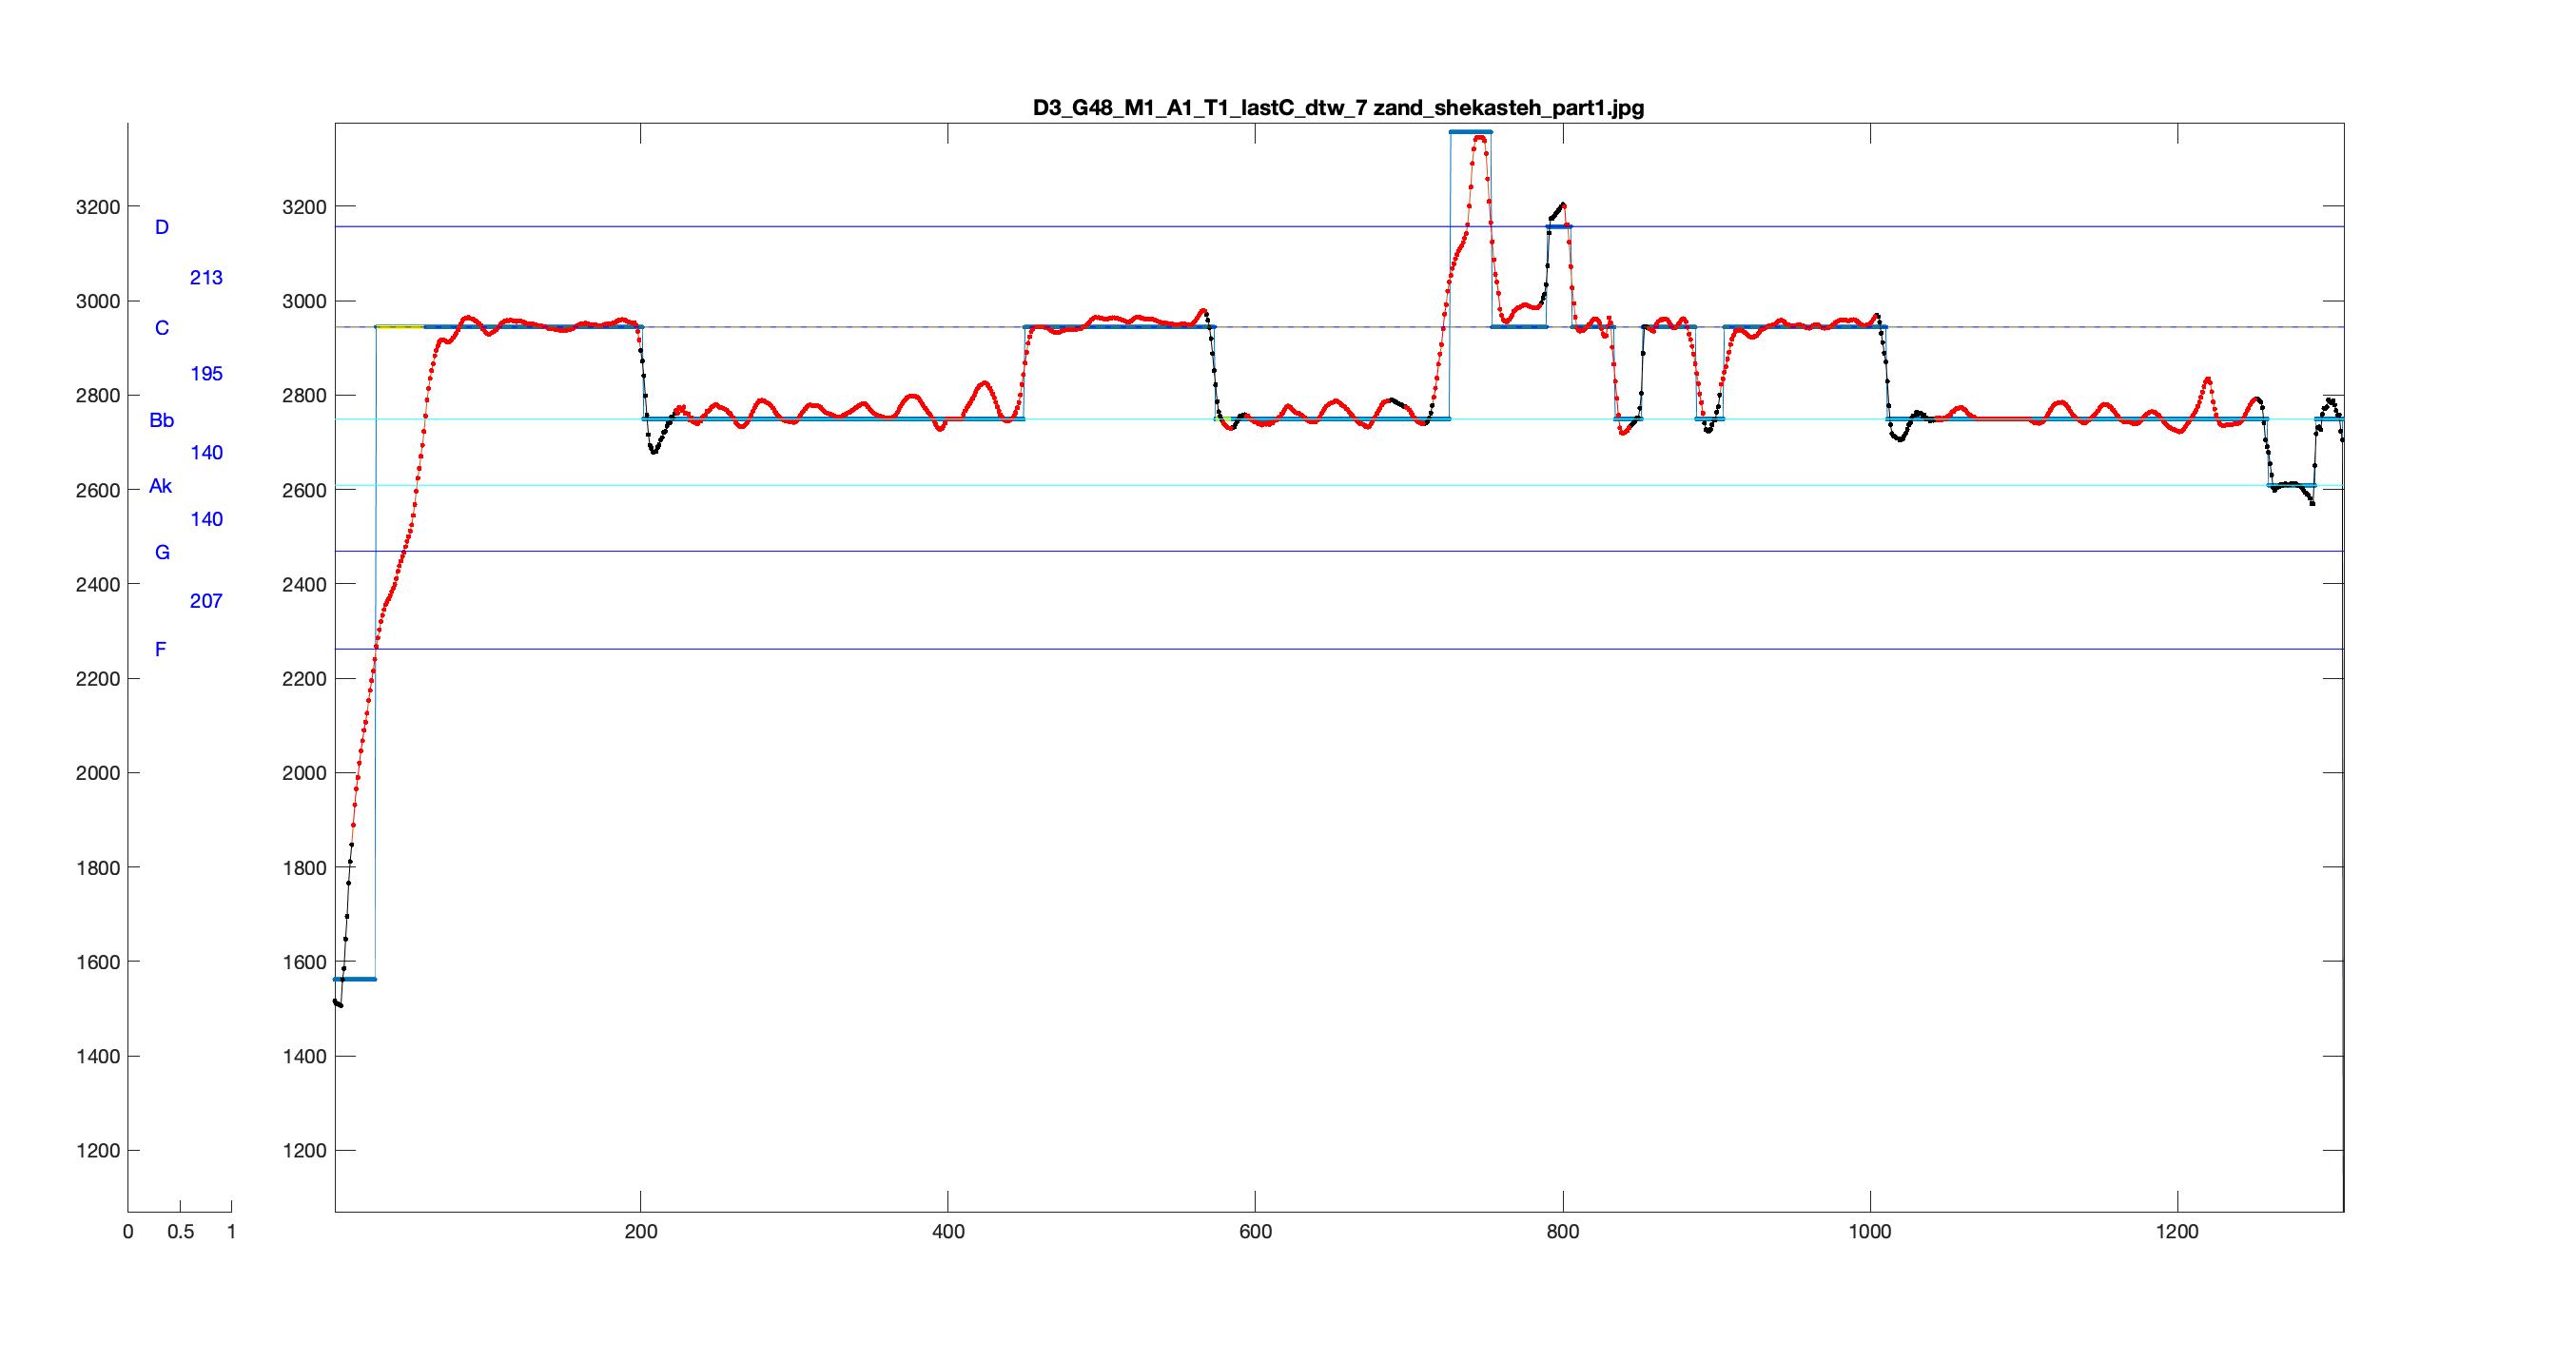 D3_G48_M1_A1_T1_lastC_dtw_7 zand_shekasteh_part1.jpg
3200 D 3200
213
3000 3000
C
195
2800 2800
Bb
140
2600 Ak 2600
140
G
2400 2400
207
F
2200 2200
2000 2000
1800 1800
1600 1600
1400 1400
1200 1200
0 0.5 1 200 400 600 800 1000 1200